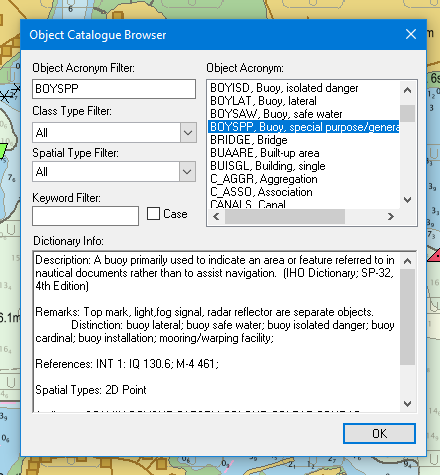 Object Catalogue Browser
Object Acronym Filter:
BOYSPP
Class Type Filter:
All
Spatial Type Filter:
All
Keyword Filter:
Case
Object Acronym:
BOYISD, Buoy, isolated danger
BOYLAT, Buoy, lateral
BOYSAW, Buoy, safe water
BOYSPP, Buoy, special purpose/genera
BRIDGE, Bridge
BUAARE, Built-up area
BUISGL, Building, single
C_AGGR, Aggregation
C_ASSO, Association
CANALS, Canal
Dictionary Info:
Description: A buoy primarily used to indicate an area or feature referred to in
nautical documents rather than to assist navigation. (IHO Dictionary; SP-32,
4th Edition)
Remarks: Top mark, light,fog signal, radar reflector are separate objects.
Distinction: buoy lateral; buoy safe water; buoy isolated danger; buoy
cardinal; buoy installation; mooring/warping facility;
References: INT 1: IQ 130.6; M-4 461;
Spatial Types: 2D Point
OK
6.1m